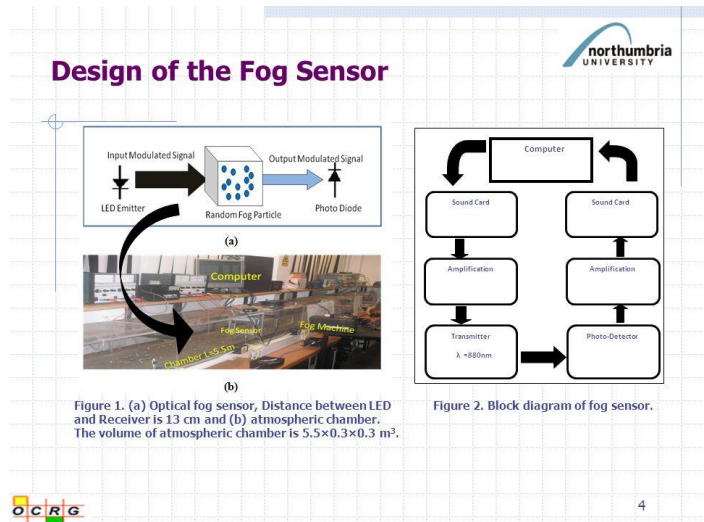 northumbria
UNIVERSITY
Design of the Fog Sensor
Input Modulated Signal
Output Modulated Signal
LED Emitter
Random Fog Particle
Photo Diode
(a)
Computer
Fog Sensor
Fog Machine
Chamber L=5.5m
(b)
Figure 1. (a) Optical fog sensor, Distance between LED
and Receiver is 13 cm and (b) atmospheric chamber.
The volume of atmospheric chamber is 5.5×0.3×0.3 m³.
Computer
Sound Card
Sound Card
Amplification
Amplification
Transmitter
λ =880nm
Photo-Detector
Figure 2. Block diagram of fog sensor.
OCRG
4